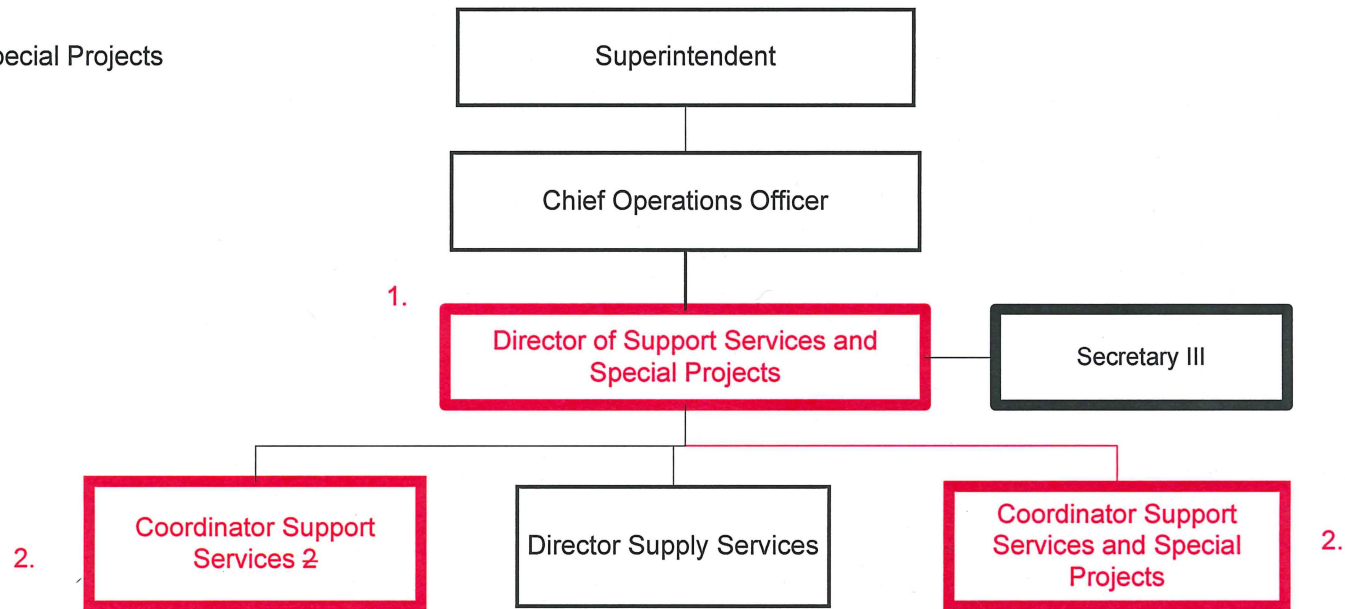 pecial Projects
Superintendent
Chief Operations Officer
1.
Director of Support Services and
Special Projects
Secretary III
2.
Coordinator Support
Services 2
Director Supply Services
Coordinator Support
Services and Special
Projects
2.